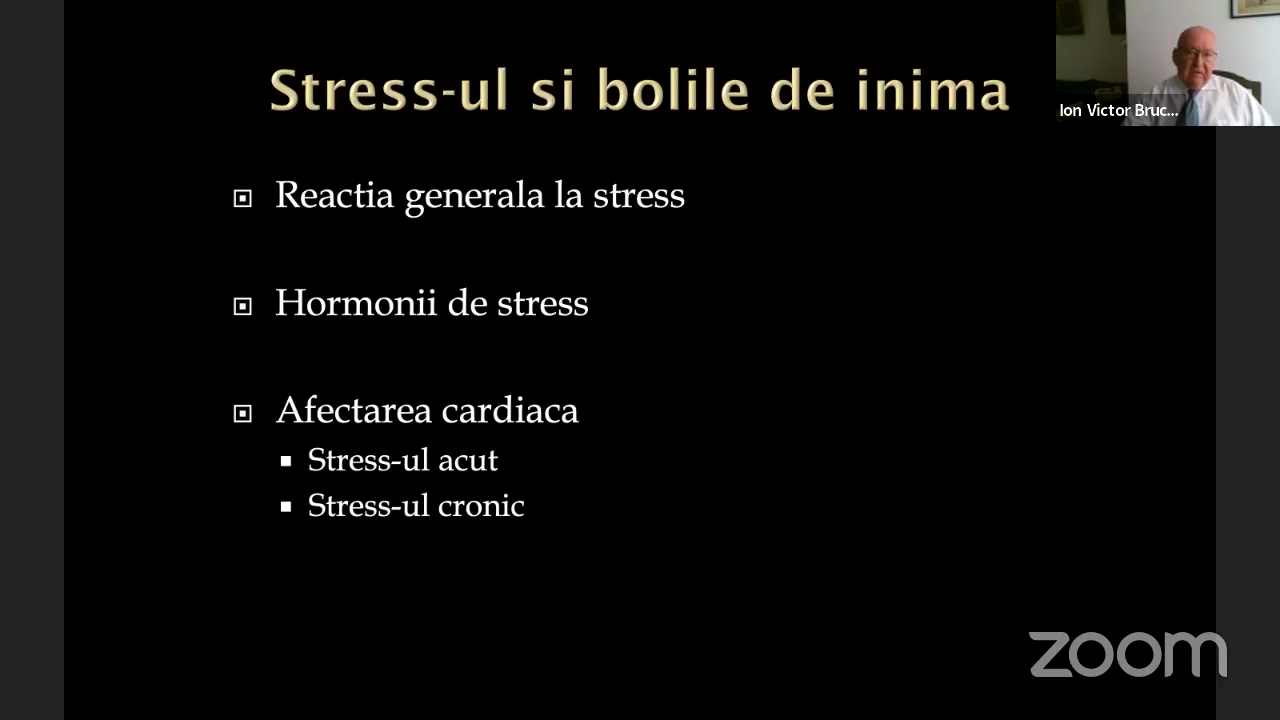 Stress-ul si bolile de inima
Ion Victor Bruc...
Reactia generala la stress
Hormonii de stress
Afectarea cardiaca
Stress-ul acut
Stress-ul cronic
zoom